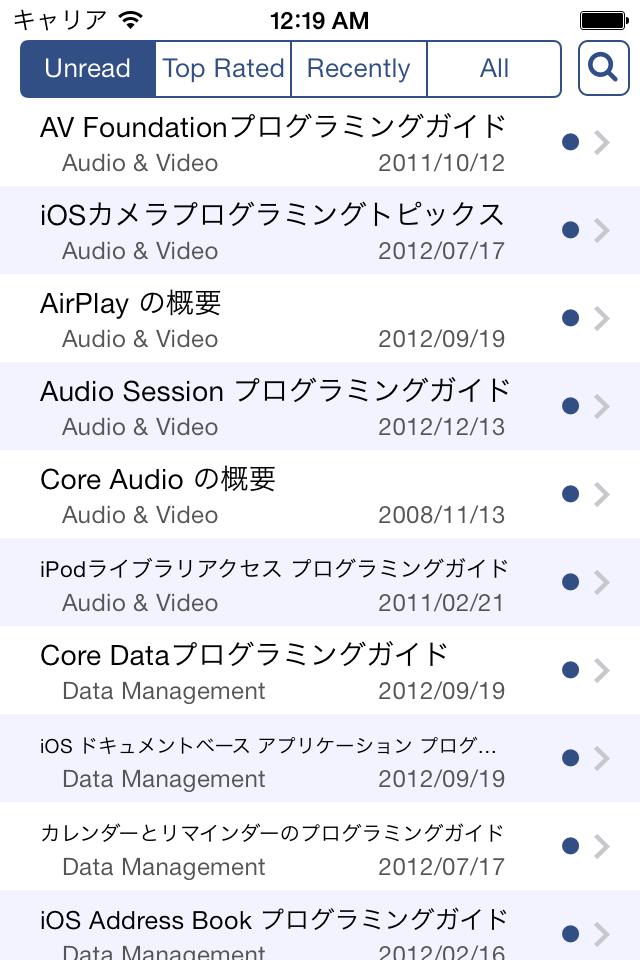 キャリア 12:19 AM
Unread Top Rated Recently All
AV Foundationプログラミングガイド
Audio & Video 2011/10/12
iOSカメラプログラミングトピックス
Audio & Video 2012/07/17
AirPlay の概要
Audio & Video 2012/09/19
Audio Session プログラミングガイド
Audio & Video 2012/12/13
Core Audio の概要
Audio & Video 2008/11/13
iPodライブラリアクセス プログラミングガイド
Audio & Video 2011/02/21
Core Dataプログラミングガイド
Data Management 2012/09/19
iOS ドキュメントベース アプリケーション プログ...
Data Management 2012/09/19
カレンダーとリマインダーのプログラミングガイド
Data Management 2012/07/17
iOS Address Book プログラミングガイド
Data Management 2012/02/16